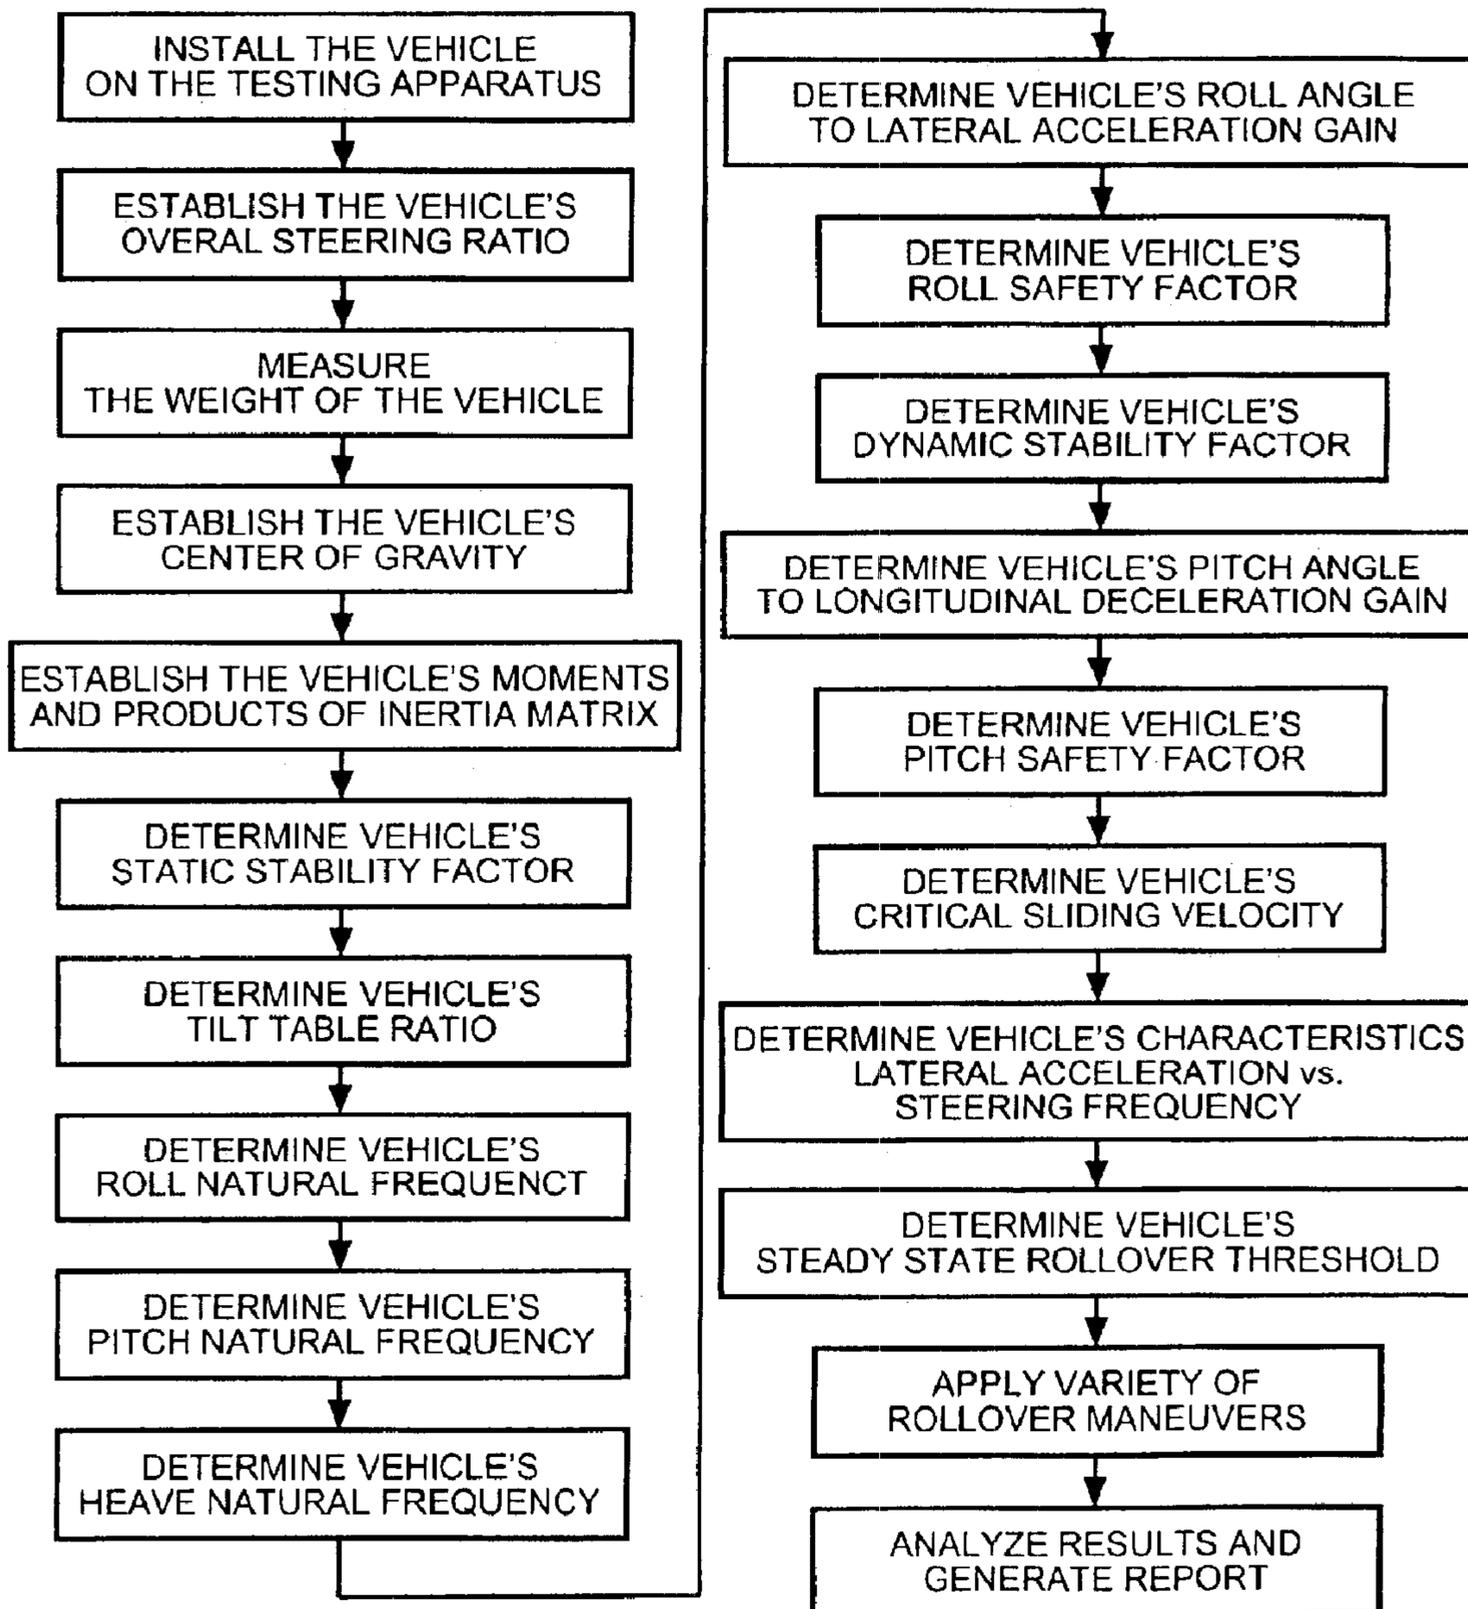 INSTALL THE VEHICLE
ON THE TESTING APPARATUS
ESTABLISH THE VEHICLE'S
OVERAL STEERING RATIO
MEASURE
THE WEIGHT OF THE VEHICLE
ESTABLISH THE VEHICLE'S
CENTER OF GRAVITY
ESTABLISH THE VEHICLE'S MOMENTS
AND PRODUCTS OF INERTIA MATRIX
DETERMINE VEHICLE'S
STATIC STABILITY FACTOR
DETERMINE VEHICLE'S
TILT TABLE RATIO
DETERMINE VEHICLE'S
ROLL NATURAL FREQUENCT
DETERMINE VEHICLE'S
PITCH NATURAL FREQUENCY
DETERMINE VEHICLE'S
HEAVE NATURAL FREQUENCY
DETERMINE VEHICLE'S ROLL ANGLE
TO LATERAL ACCELERATION GAIN
DETERMINE VEHICLE'S
ROLL SAFETY FACTOR
DETERMINE VEHICLE'S
DYNAMIC STABILITY FACTOR
DETERMINE VEHICLE'S PITCH ANGLE
TO LONGITUDINAL DECELERATION GAIN
DETERMINE VEHICLE'S
PITCH SAFETY FACTOR
DETERMINE VEHICLE'S
CRITICAL SLIDING VELOCITY
DETERMINE VEHICLE'S CHARACTERISTICS
LATERAL ACCELERATION vs.
STEERING FREQUENCY
DETERMINE VEHICLE'S
STEADY STATE ROLLOVER THRESHOLD
APPLY VARIETY OF
ROLLOVER MANEUVERS
ANALYZE RESULTS AND
GENERATE REPORT